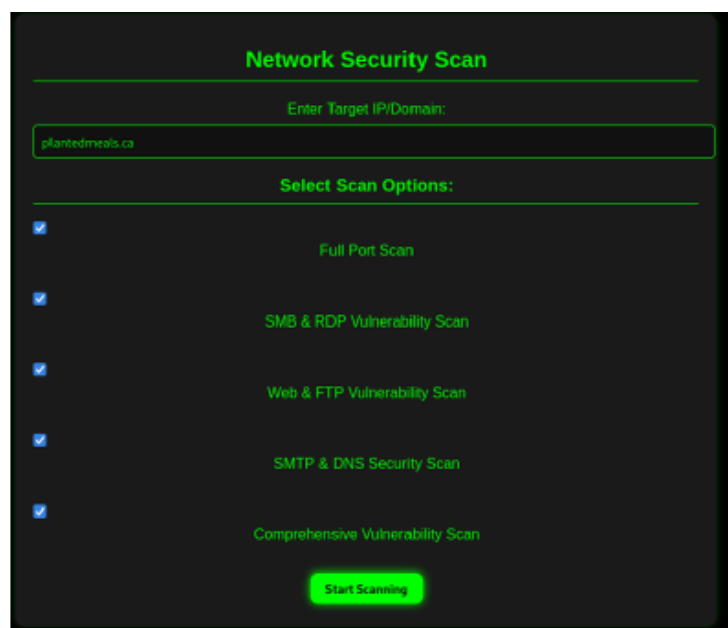 Network Security Scan
Enter Target IP/Domain:
pllantedmeals.ca
Select Scan Options:
Full Port Scan
SMB & RDP Vulnerability Scan
Web & FTP Vulnerability Scan
SMTP & DNS Security Scan
Comprehensive Vulnerability Scan
Start Scanning